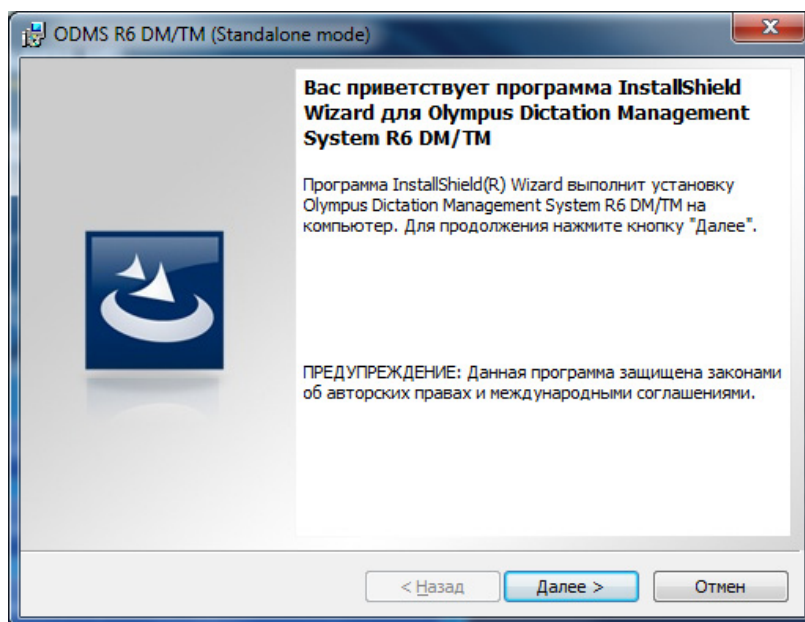 ODMS R6 DM/TM (Standalone mode)
Вас приветствует программа InstallShield
Wizard для Olympus Dictation Management
System R6 DM/TM
Программа InstallShield(R) Wizard выполнит установку
Olympus Dictation Management System R6 DM/TM на
компьютер. Для продолжения нажмите кнопку "Далее".
ПРЕДУПРЕЖДЕНИЕ: Данная программа защищена законами
об авторских правах и международными соглашениями.
< Назад Далее > Отмен